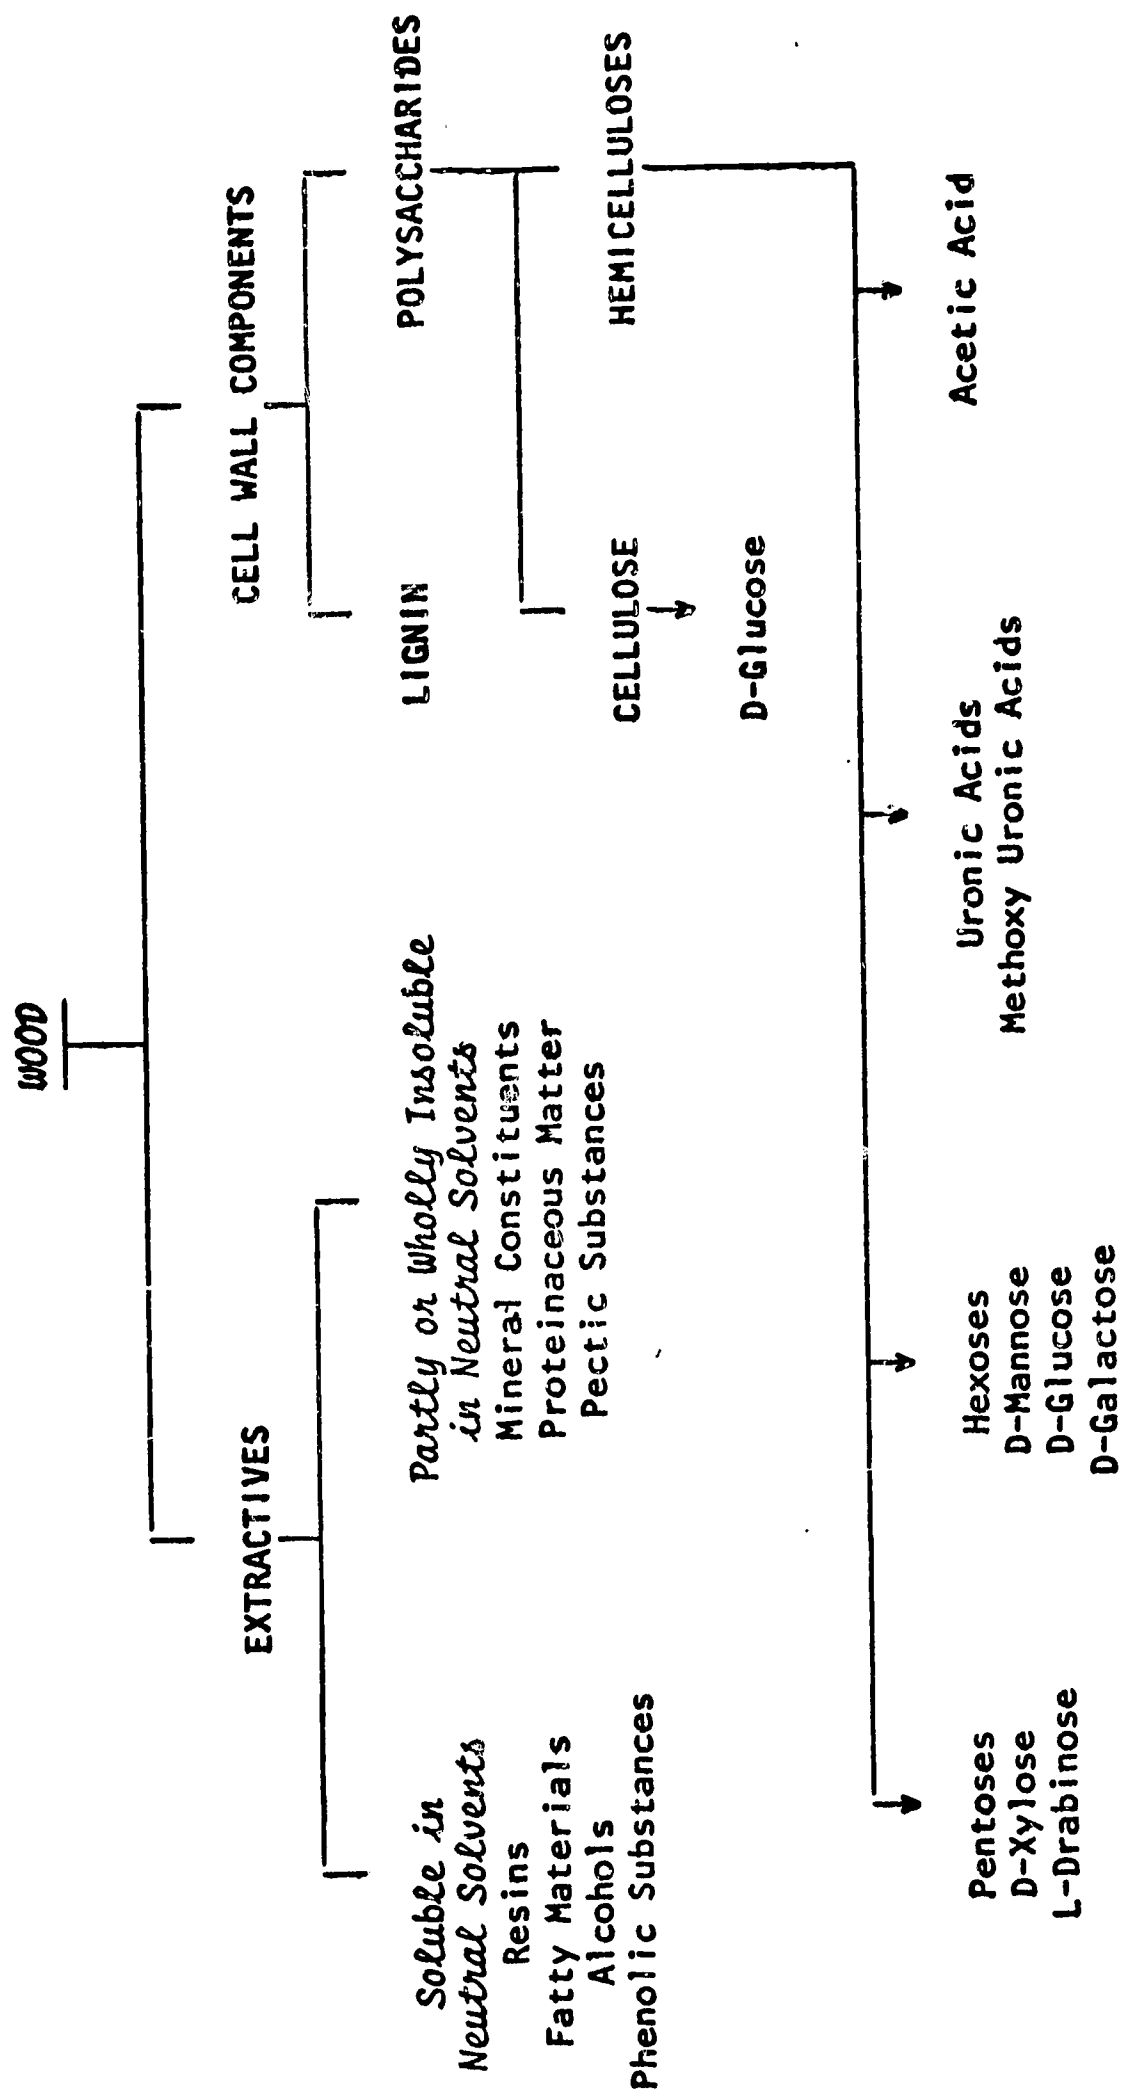 WOOD
EXTRACTIVES
CELL WALL COMPONENTS
Soluble in
Neutral Solvents
Resins
Fatty Materials
Alcohols
Phenolic Substances
Partly or Wholly Insoluble
in Neutral Solvents
Mineral Constituents
Proteinaceous Matter
Pectic Substances
LIGNIN
POLYSACCHARIDES
CELLULOSE
HEMICELLULOSES
D-Glucose
Pentoses
D-Xylose
L-Drabinose
Hexoses
D-Mannose
D-Glucose
D-Galactose
Uronic Acids
Methoxy Uronic Acids
Acetic Acid